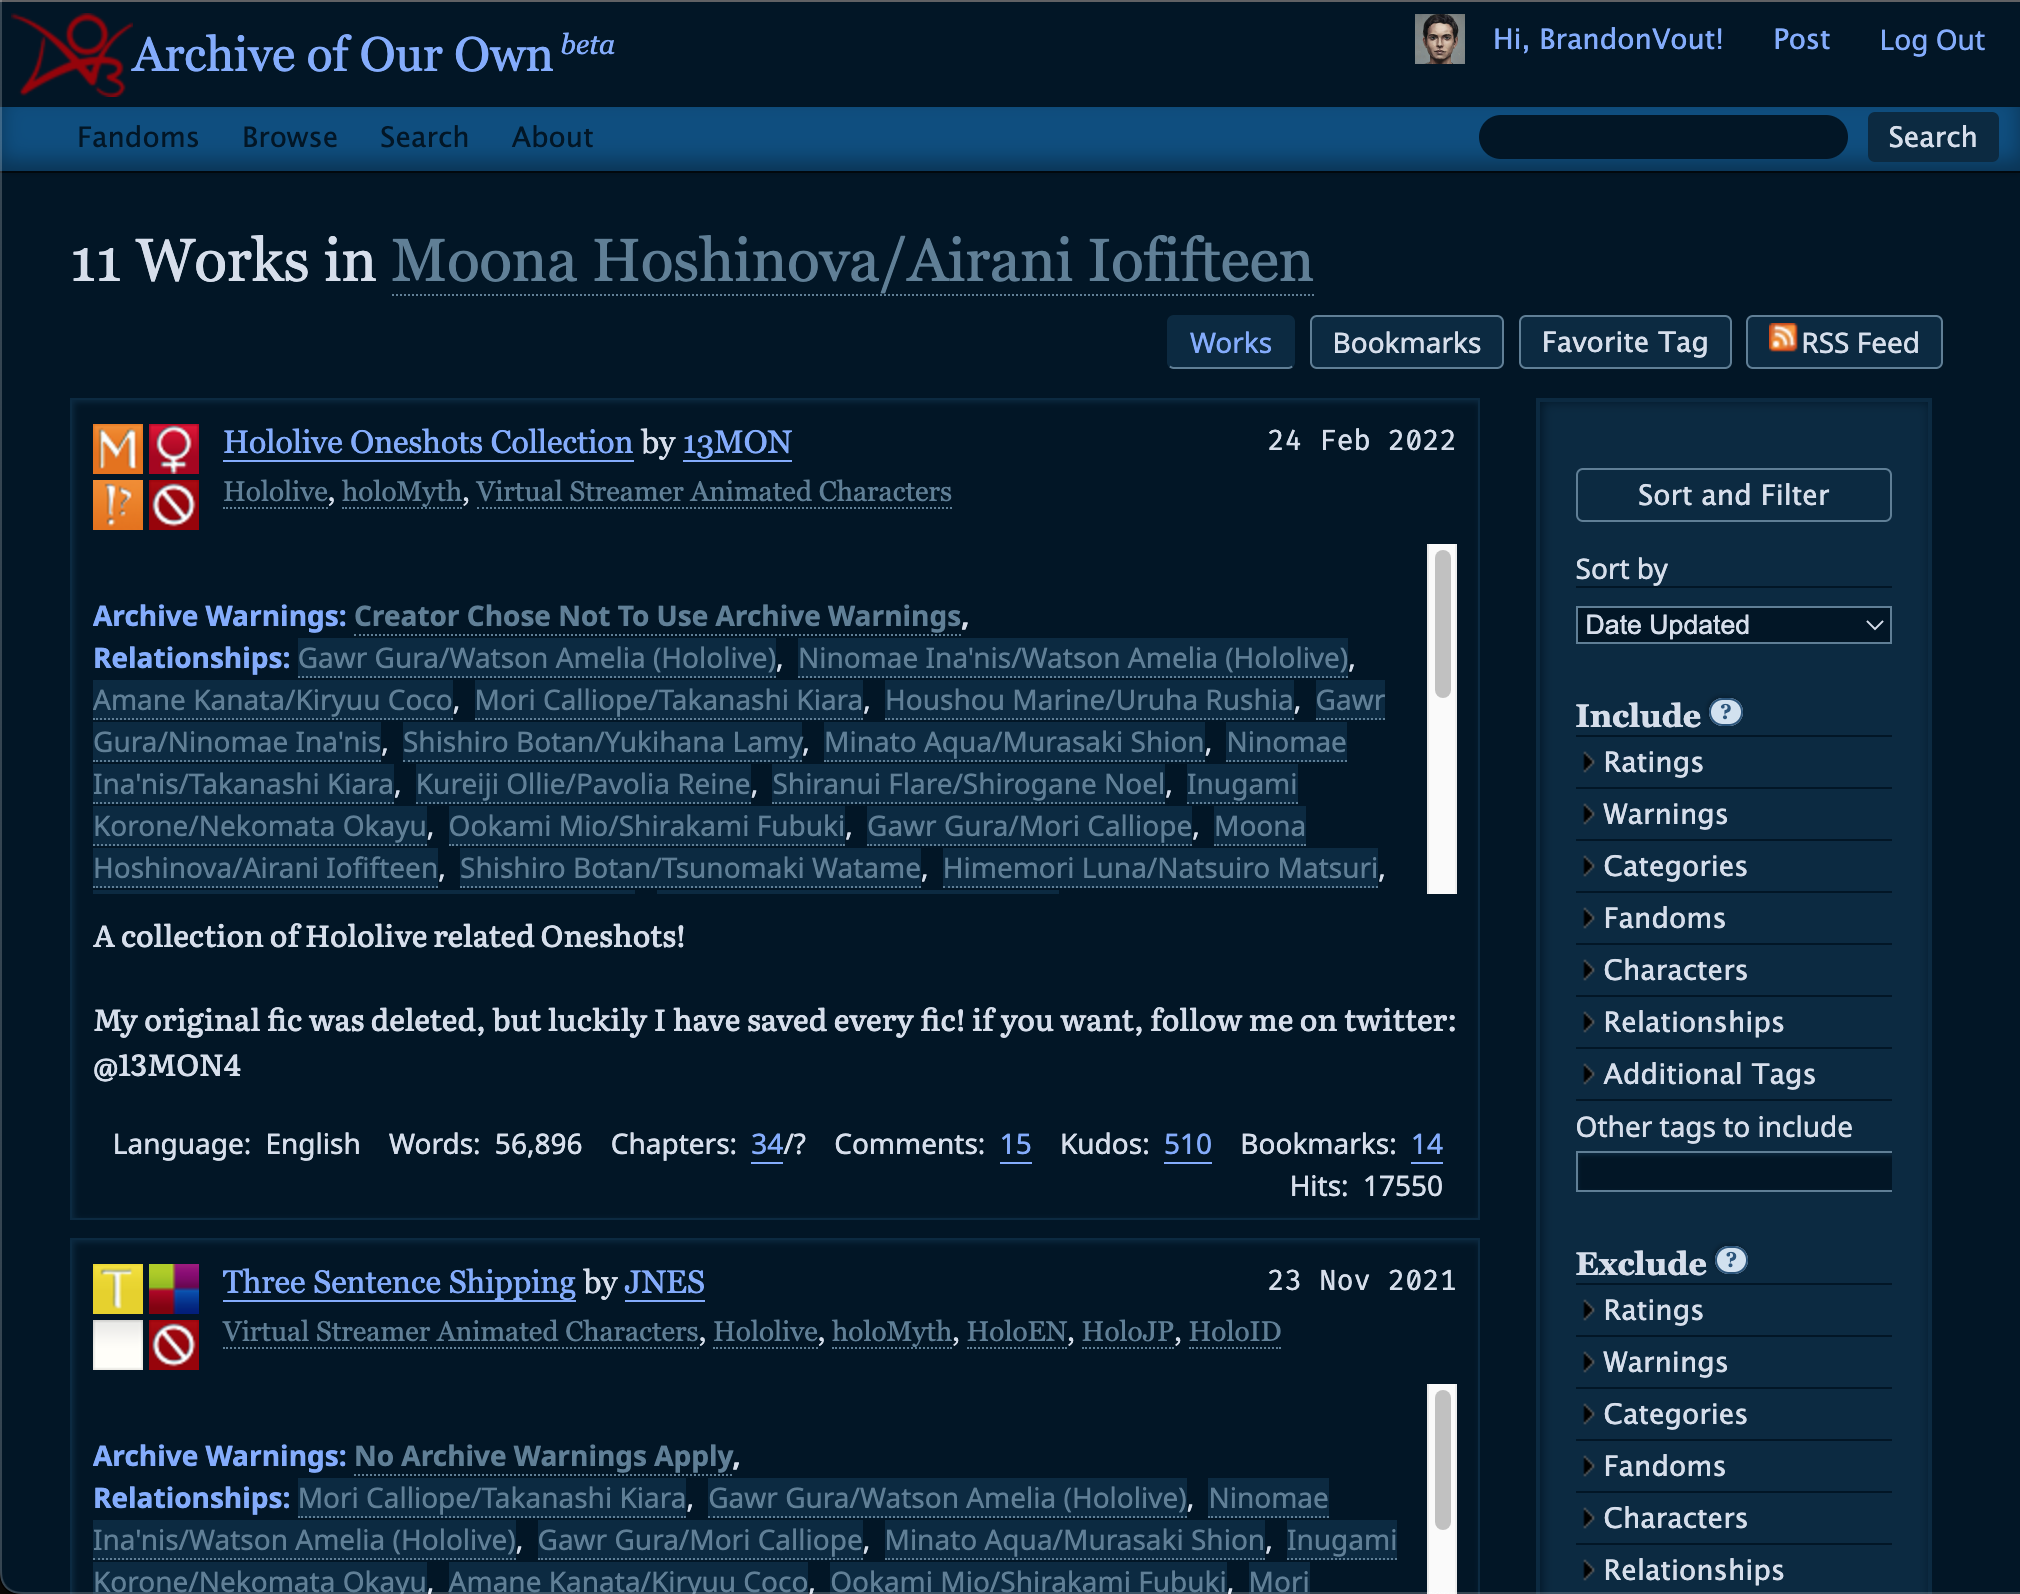 Archive of Our Own beta
Hi, BrandonVout! Post Log Out
Fandoms Browse Search About Search
11 Works in Moona Hoshinova/Airani Iofifteen
Works Bookmarks Favorite Tag RSS Feed
M
!?
Hololive Oneshots Collection by 13MON
24 Feb 2022
Hololive, holoMyth, Virtual Streamer Animated Characters
Archive Warnings: Creator Chose Not To Use Archive Warnings,
Relationships: Gawr Gura/Watson Amelia (Hololive), Ninomae Ina'nis/Watson Amelia (Hololive),
Amane Kanata/Kiryuu Coco, Mori Calliope/Takanashi Kiara, Houshou Marine/Uruha Rushia, Gawr
Gura/Ninomae Ina'nis, Shishiro Botan/Yukihana Lamy, Minato Aqua/Murasaki Shion, Ninomae
Ina'nis/Takanashi Kiara, Kureiji Ollie/Pavolia Reine, Shiranui Flare/Shirogane Noel, Inugami
Korone/Nekomata Okayu, Ookami Mio/Shirakami Fubuki, Gawr Gura/Mori Calliope, Moona
Hoshinova/Airani Iofifteen, Shishiro Botan/Tsunomaki Watame, Himemori Luna/Natsuiro Matsuri,
A collection of Hololive related Oneshots!
My original fic was deleted, but luckily I have saved every fic! if you want, follow me on twitter:
@13MON4
Language: English Words: 56,896 Chapters: 34/? Comments: 15 Kudos: 510 Bookmarks: 14
Hits: 17550
T
Three Sentence Shipping by JNES
23 Nov 2021
Virtual Streamer Animated Characters, Hololive, holoMyth, HoloEN, HoloJP, HoloID
Archive Warnings: No Archive Warnings Apply,
Relationships: Mori Calliope/Takanashi Kiara, Gawr Gura/Watson Amelia (Hololive), Ninomae
Ina'nis/Watson Amelia (Hololive), Gawr Gura/Mori Calliope, Minato Aqua/Murasaki Shion, Inugami
Korone/Nekomata Okayu, Amane Kanata/Kiryuu Coco, Ookami Mio/Shirakami Fubuki, Mori
Sort and Filter
Sort by
Date Updated
Include ?
Ratings
Warnings
Categories
Fandoms
Characters
Relationships
Additional Tags
Other tags to include
Exclude ?
Ratings
Warnings
Categories
Fandoms
Characters
Relationships